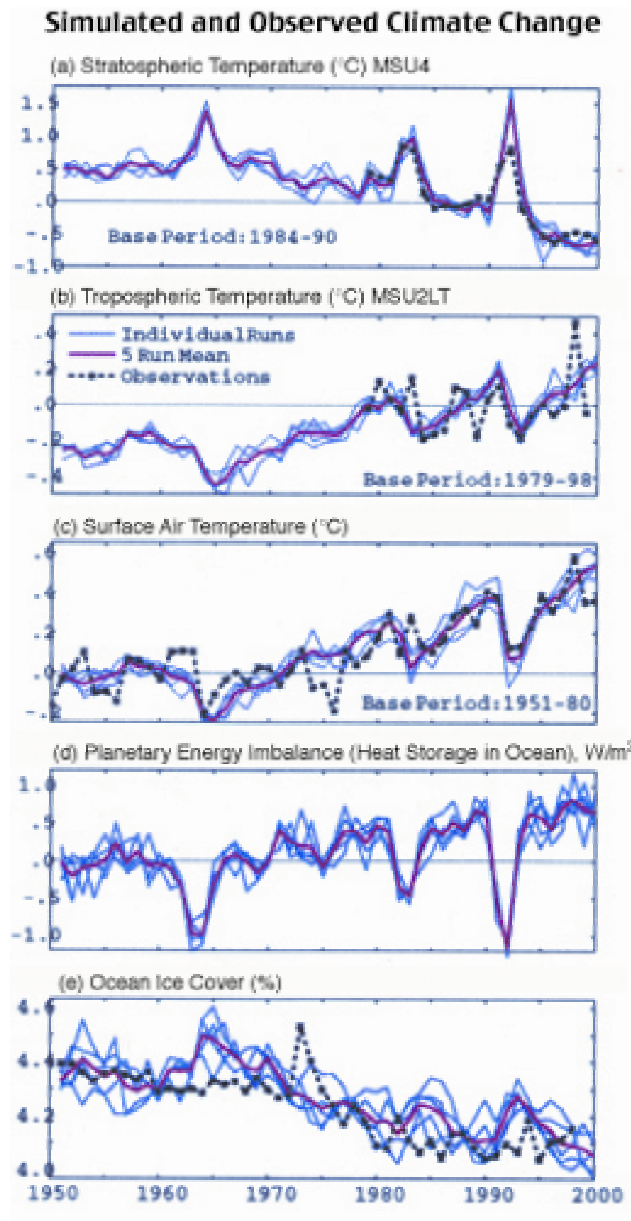 Simulated and Observed Climate Change
(a) Stratospheric Temperature (°C) MSU4
1.5
1.0
.5
.0
-.5
-1.0
Base Period: 1984-90
(b) Tropospheric Temperature (°C) MSU2LT
.4
.2
.0
-.2
-.4
Individual Runs
5 Run Mean
Observations
Base Period: 1979-98
(c) Surface Air Temperature (°C)
.6
.4
.2
.0
-.2
Base Period: 1951-80
(d) Planetary Energy Imbalance (Heat Storage in Ocean), W/m²
1.0
.5
.0
-.5
-1.0
(e) Ocean Ice Cover (%)
4.6
4.4
4.2
4.0
1950 1960 1970 1980 1990 2000